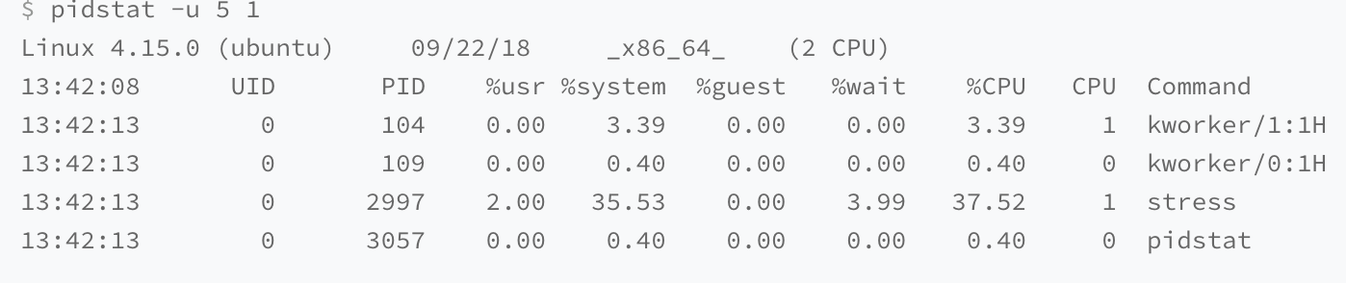 $ pidstat -u 5 1
Linux 4.15.0 (ubuntu) 09/22/18 _x86_64_ (2 CPU)
13:42:08 UID PID %usr %system %guest %wait %CPU CPU Command
13:42:13 0 104 0.00 3.39 0.00 0.00 3.39 1 kworker/1:1H
13:42:13 0 109 0.00 0.40 0.00 0.00 0.40 0 kworker/0:1H
13:42:13 0 2997 2.00 35.53 0.00 3.99 37.52 1 stress
13:42:13 0 3057 0.00 0.40 0.00 0.00 0.40 0 pidstat